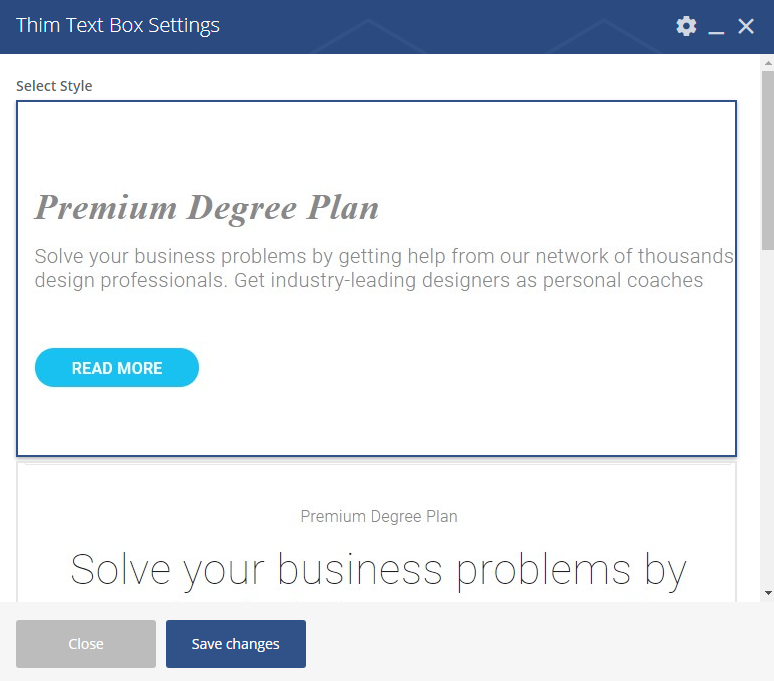 Thim Text Box Settings
Select Style
Premium Degree Plan
Solve your business problems by getting help from our network of thousands
design professionals. Get industry-leading designers as personal coaches
READ MORE
Premium Degree Plan
Solve your business problems by
Close
Save changes